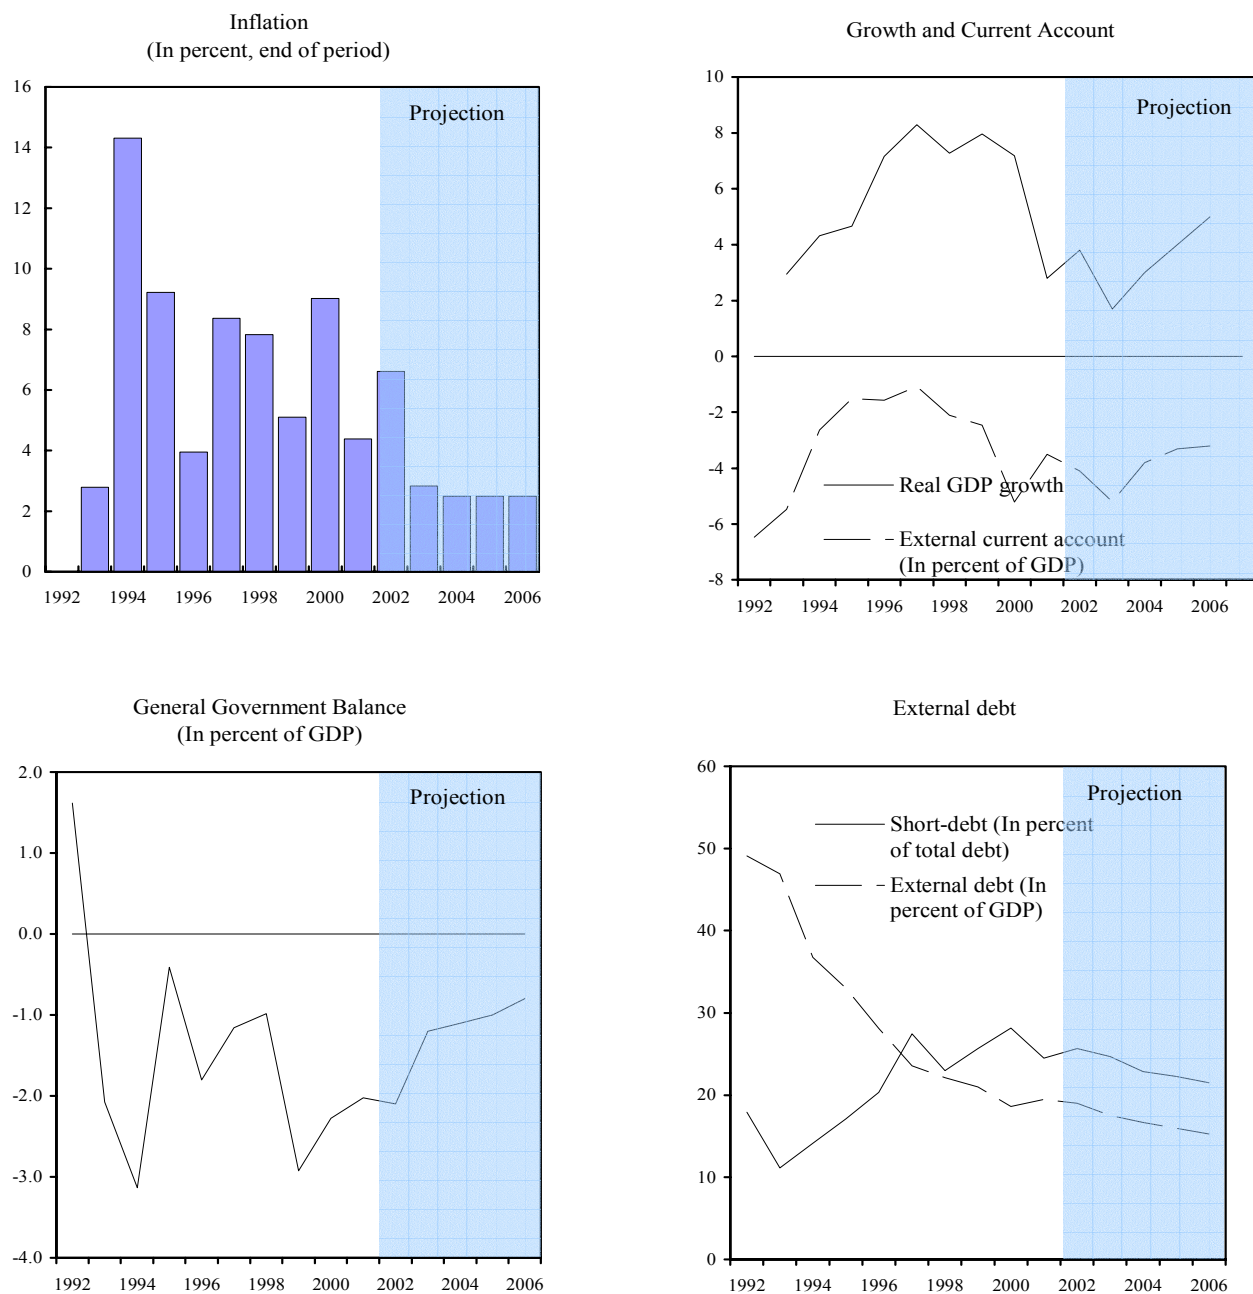 Inflation
(In percent, end of period)
16
14
12
10
8
6
4
2
0
Projection
1992 1994 1996 1998 2000 2002 2004 2006
Growth and Current Account
10
8
6
4
2
0
-2
-4
-6
-8
Projection
Real GDP growth
External current account
(In percent of GDP)
1992 1994 1996 1998 2000 2002 2004 2006
General Government Balance
(In percent of GDP)
2.0
1.0
0.0
-1.0
-2.0
-3.0
-4.0
Projection
1992 1994 1996 1998 2000 2002 2004 2006
External debt
60
50
40
30
20
10
0
Projection
Short-debt (In percent
of total debt)
External debt (In
percent of GDP)
1992 1994 1996 1998 2000 2002 2004 2006